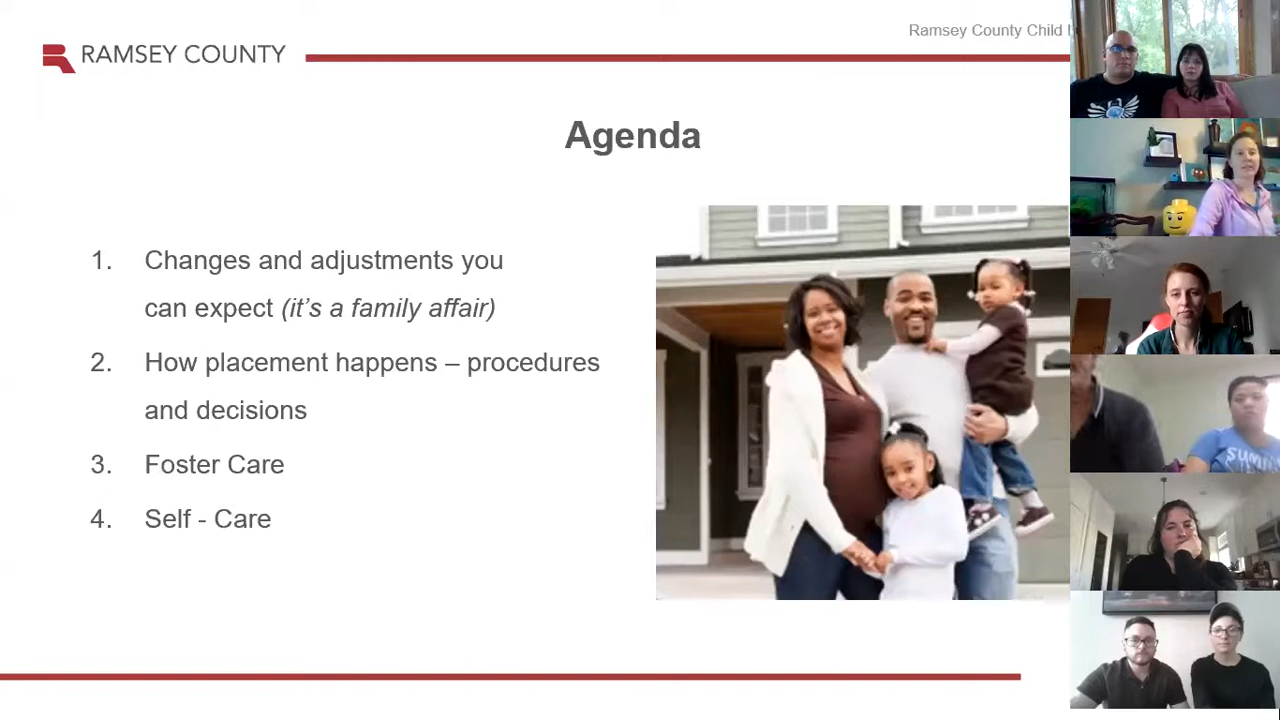 Ramsey County Child
RAMSEY COUNTY
Agenda
1. Changes and adjustments you
can expect (it’s a family affair)
2. How placement happens – procedures
and decisions
3. Foster Care
4. Self - Care